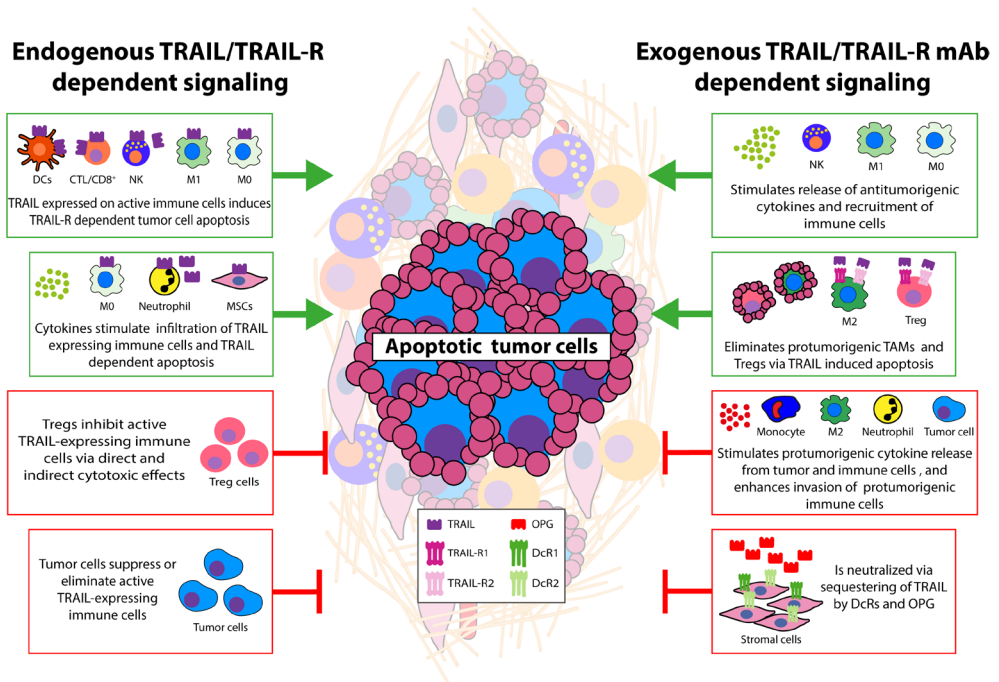 Endogenous TRAIL/TRAIL-R
dependent signaling
DCs
CTL/CD8⁺
NK
M1
M0
TRAIL expressed on active immune cells induces
TRAIL-R dependent tumor cell apoptosis
M0
Neutrophil
MSCs
Cytokines stimulate infiltration of TRAIL
expressing immune cells and TRAIL
dependent apoptosis
Tregs inhibit active
TRAIL-expressing immune
cells via direct and
indirect cytotoxic effects
Treg cells
Tumor cells suppress or
eliminate active
TRAIL-expressing
immune cells
Tumor cells
Apoptotic tumor cells
TRAIL
TRAIL-R1
TRAIL-R2
OPG
DcR1
DcR2
Exogenous TRAIL/TRAIL-R mAb
dependent signaling
NK
M1
M0
Stimulates release of antitumorigenic
cytokines and recruitment of
immune cells
M2
Treg
Eliminates protumorigenic TAMs and
Tregs via TRAIL induced apoptosis
Monocyte
M2
Neutrophil
Tumor cell
Stimulates protumorigenic cytokine release
from tumor and immune cells , and
enhances invasion of protumorigenic
immune cells
Is neutralized via
sequestering of TRAIL
by DcRs and OPG
Stromal cells